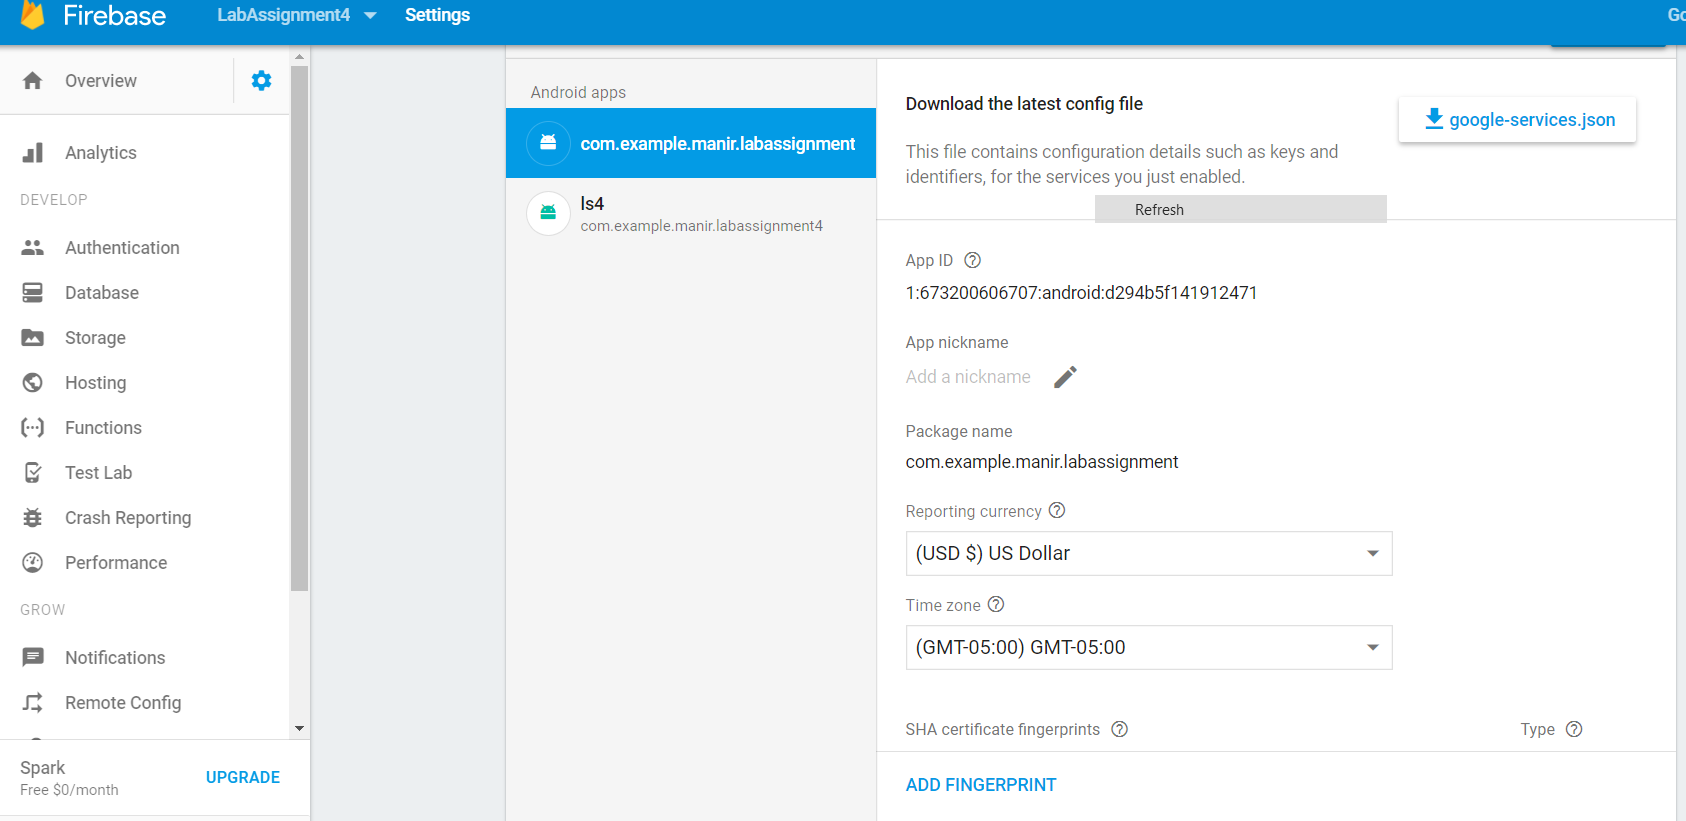 Firebase
LabAssignment4
Settings
Overview
Analytics
DEVELOP
Authentication
Database
Storage
Hosting
Functions
Test Lab
Crash Reporting
Performance
GROW
Notifications
Remote Config
Spark
Free $0/month
UPGRADE
Android apps
com.example.manir.labassignment
ls4
com.example.manir.labassignment4
Download the latest config file
google-services.json
This file contains configuration details such as keys and
identifiers, for the services you just enabled.
Refresh
App ID
1:673200606707:android:d294b5f141912471
App nickname
Add a nickname
Package name
com.example.manir.labassignment
Reporting currency
(USD $) US Dollar
Time zone
(GMT-05:00) GMT-05:00
SHA certificate fingerprints
Type
ADD FINGERPRINT